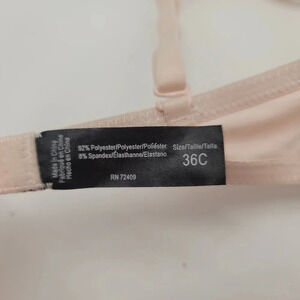 Made in China
Fabriqué en Chine
Hecho en China
92% Polyester/Polyester/Poliéster
8% Spandex/Élasthanne/Elastano
Size/Taille/Talla
36C
RN 72409